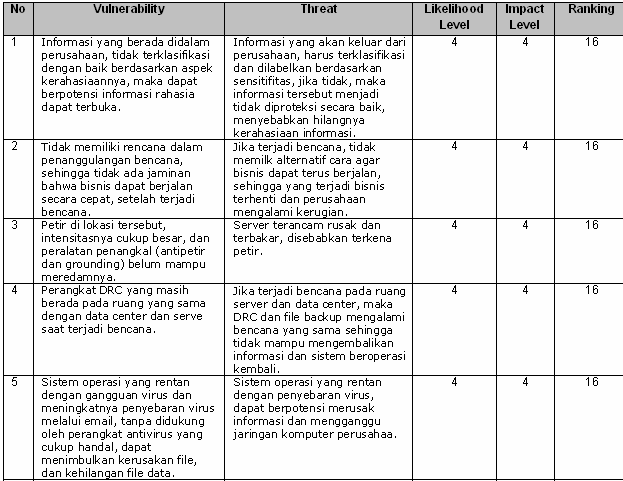 No Vulnerability Threat Likelihood Level Impact Level Ranking
1 Informasi yang berada didalam Informasi yang akan keluar dari 4 4 16
perusahaan, tidak terklasifikasi perusahaan, harus terklasifikasi
dengan baik berdasarkan aspek dan dilabelkan berdasarkan
kerahasiaannya, maka dapat sensitifitas, jika tidak, maka
berpotensi informasi rahasia informasi tersebut menjadi
dapat terbuka. tidak diproteksi secara baik,
menyebabkan hilangnya
kerahasiaan informasi.
2 Tidak memiliki rencana dalam Jika terjadi bencana, tidak 4 4 16
penanggulangan bencana, memilk alternatif cara agar
sehingga tidak ada jaminan bisnis dapat terus berjalan,
bahwa bisnis dapat berjalan sehingga yang terjadi bisnis
secara cepat, setelah terjadi terhenti dan perusahaan
bencana. mengalami kerugian.
3 Petir di lokasi tersebut, Server terancam rusak dan 4 4 16
intensitasnya cukup besar, dan terbakar, disebabkan terkena
peralatan penangkal (antipetir petir.
dan grounding) belum mampu
meredamnya.
4 Perangkat DRC yang masih Jika terjadi bencana pada ruang 4 4 16
berada pada ruang yang sama server dan data center, maka
dengan data center dan serve DRC dan file backup mengalami
saat terjadi bencana. bencana yang sama sehingga
tidak mampu mengembalikan
informasi dan sistem beroperasi
kembali.
5 Sistem operasi yang rentan Sistem operasi yang rentan 4 4 16
dengan gangguan virus dan dengan penyebaran virus,
meningkatnya penyebaran virus dapat berpotensi merusak
melalui email, tanpa didukung informasi dan mengganggu
oleh perangkat antivirus yang jaringan komputer perusahaa.
cukup handal, dapat
menimbulkan kerusakan file,
dan kehilangan file data.